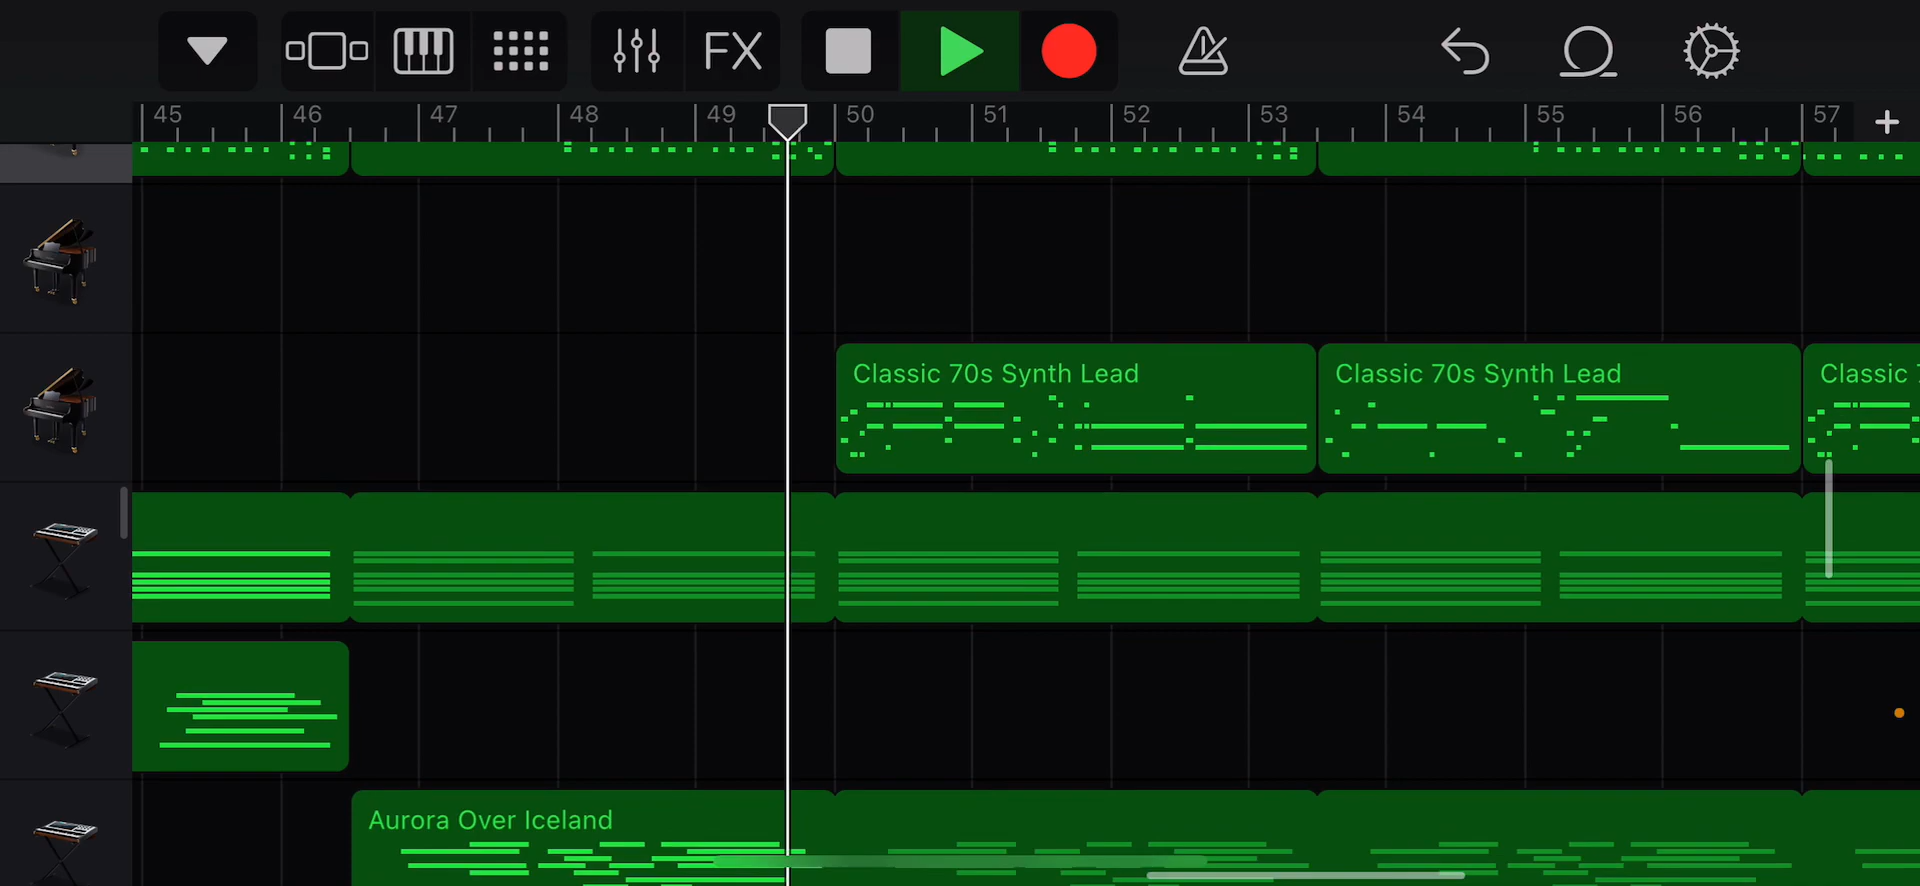 FX
45 46 47 48 49 50 51 52 53 54 55 56 57
Classic 70s Synth Lead
Classic 70s Synth Lead
Classic
Aurora Over Iceland